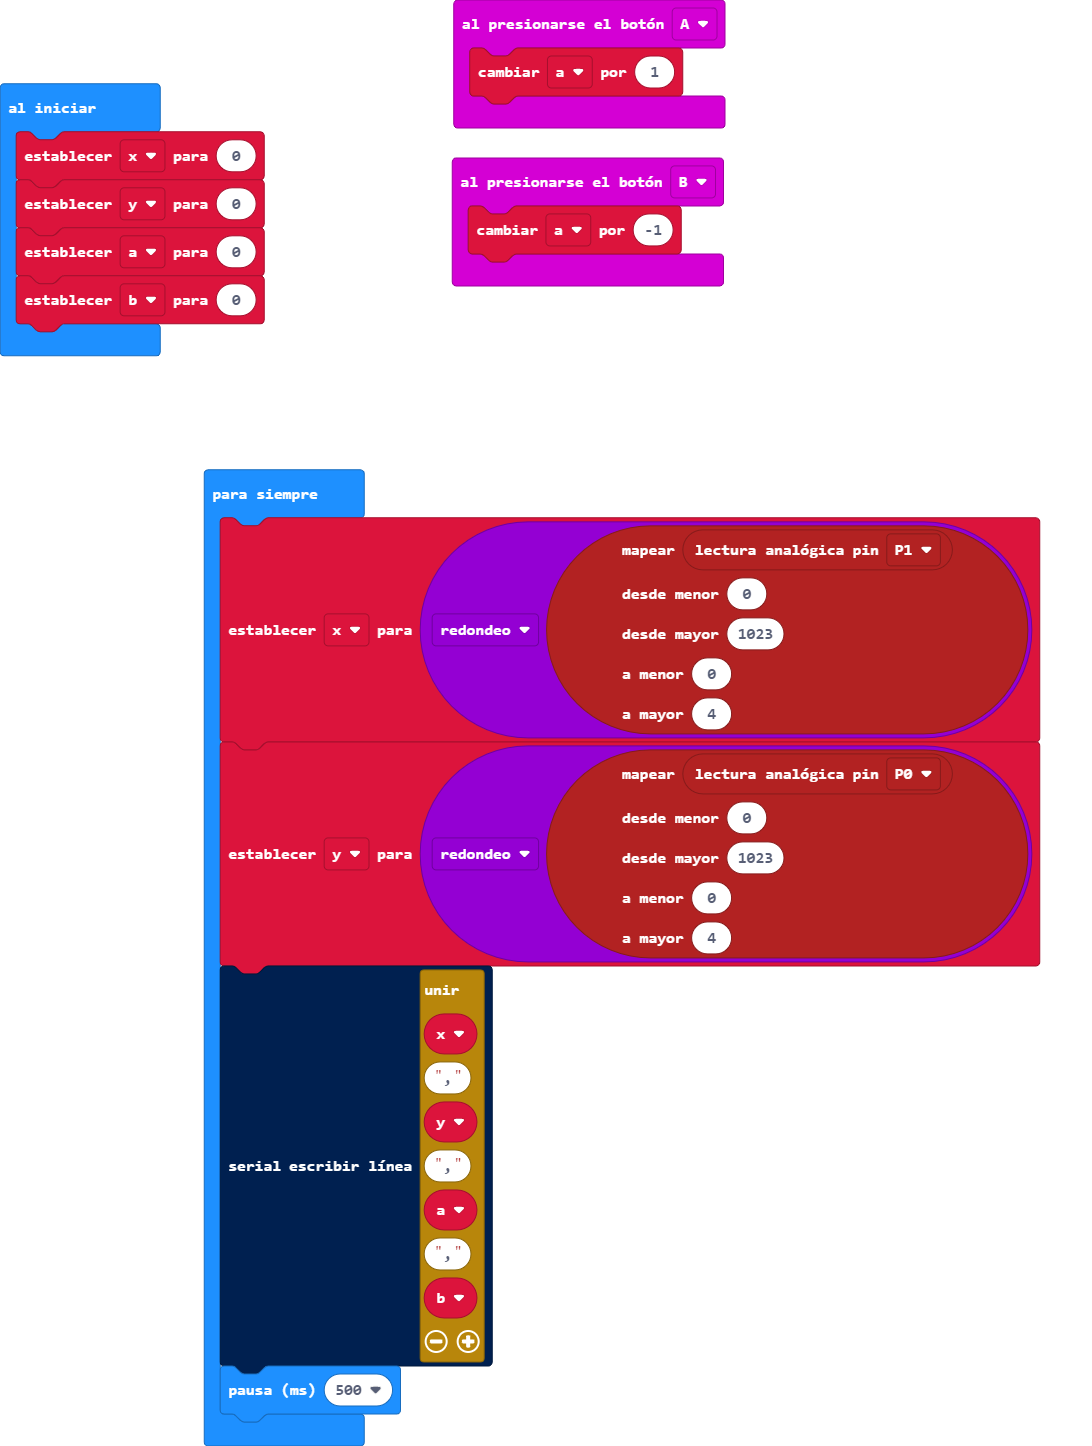 al iniciar
establecer x para 0
establecer y para 0
establecer a para 0
establecer b para 0
al presionarse el botón A
cambiar a por 1
al presionarse el botón B
cambiar a por -1
para siempre
establecer x para redondeo mapear lectura analógica pin P1
desde menor 0
desde mayor 1023
a menor 0
a mayor 4
establecer y para redondeo mapear lectura analógica pin P0
desde menor 0
desde mayor 1023
a menor 0
a mayor 4
serial escribir línea unir
x
","
y
","
a
","
b
pausa (ms) 500